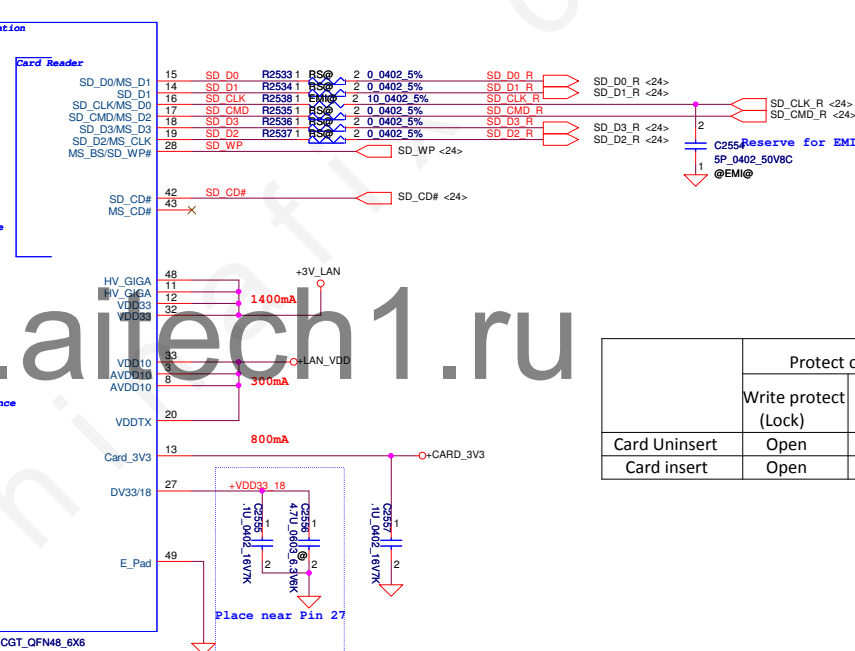 ation
Card Reader
SD_D0/MS_D1 15 SD_D0 R2533 1 RS@ 2 0_0402_5% SD_D0_R SD_D0_R <24>
SD_D1 14 SD_D1 R2534 1 RS@ 2 0_0402_5% SD_D1_R SD_D1_R <24>
SD_CLK/MS_D0 16 SD_CLK R2538 1 EMI@ 2 10_0402_5% SD_CLK_R SD_CLK_R <24>
SD_CMD/MS_D2 17 SD_CMD R2535 1 RS@ 2 0_0402_5% SD_CMD_R SD_CMD_R <24>
SD_D3/MS_D3 18 SD_D3 R2536 1 RS@ 2 0_0402_5% SD_D3_R SD_D3_R <24>
SD_D2/MS_CLK 19 SD_D2 R2537 1 RS@ 2 0_0402_5% SD_D2_R SD_D2_R <24>
MS_BS/SD_WP# 28 SD_WP SD_WP <24>
2
C2554 Reserve for EMI
1 5P_0402_50V8C
@EMI@
SD_CD# 42 SD_CD# SD_CD# <24>
MS_CD# 43
e
HV_GIGA 48 +3V_LAN
HV_GIGA 11
VDD33 12 1400mA
VDD33 32
.aitech1.ru
VDD10 33 +LAN_VDD
AVDD10 3
AVDD10 8 300mA
nce
VDDTX 20
800mA
Card_3V3 13 +CARD_3V3
DV33/18 27 +VDD33_18
C2555 .1U_0402_16V7K 1 2
C2556 4.7U_0603_6.3V6K 1 @ 2
C2557 .1U_0402_16V7K 1 2
E_Pad 49
Place near Pin 27
CGT_QFN48_6X6
Protect
Write protect
(Lock)
Card Uninsert Open
Card insert Open